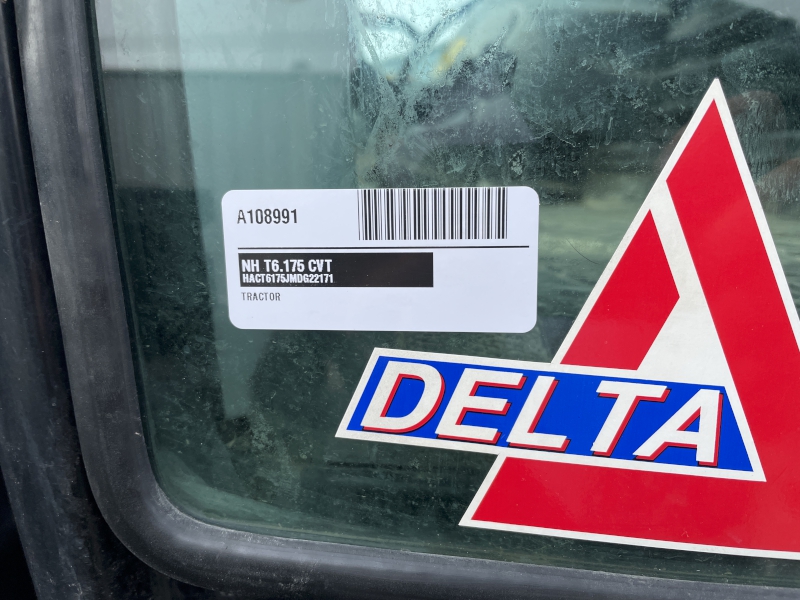 A108991
NH T6.175 CVT
HACT6175JMDG22171
TRACTOR
DELTA